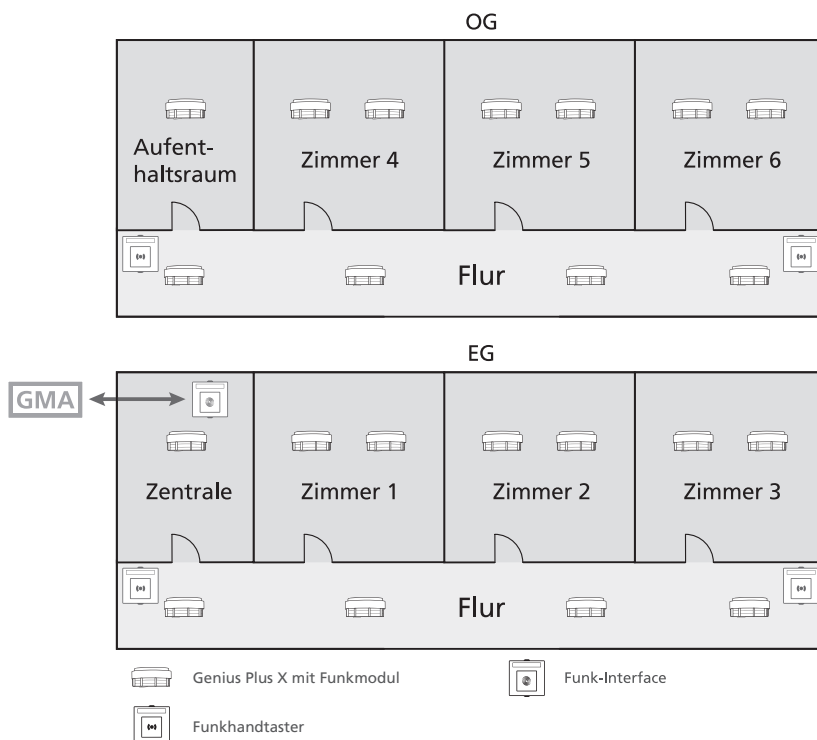 OG
Aufent-
haltsraum
Zimmer 4
Zimmer 5
Zimmer 6
Flur
EG
GMA
Zentrale
Zimmer 1
Zimmer 2
Zimmer 3
Flur
Genius Plus X mit Funkmodul
Funk-Interface
Funkhandtaster